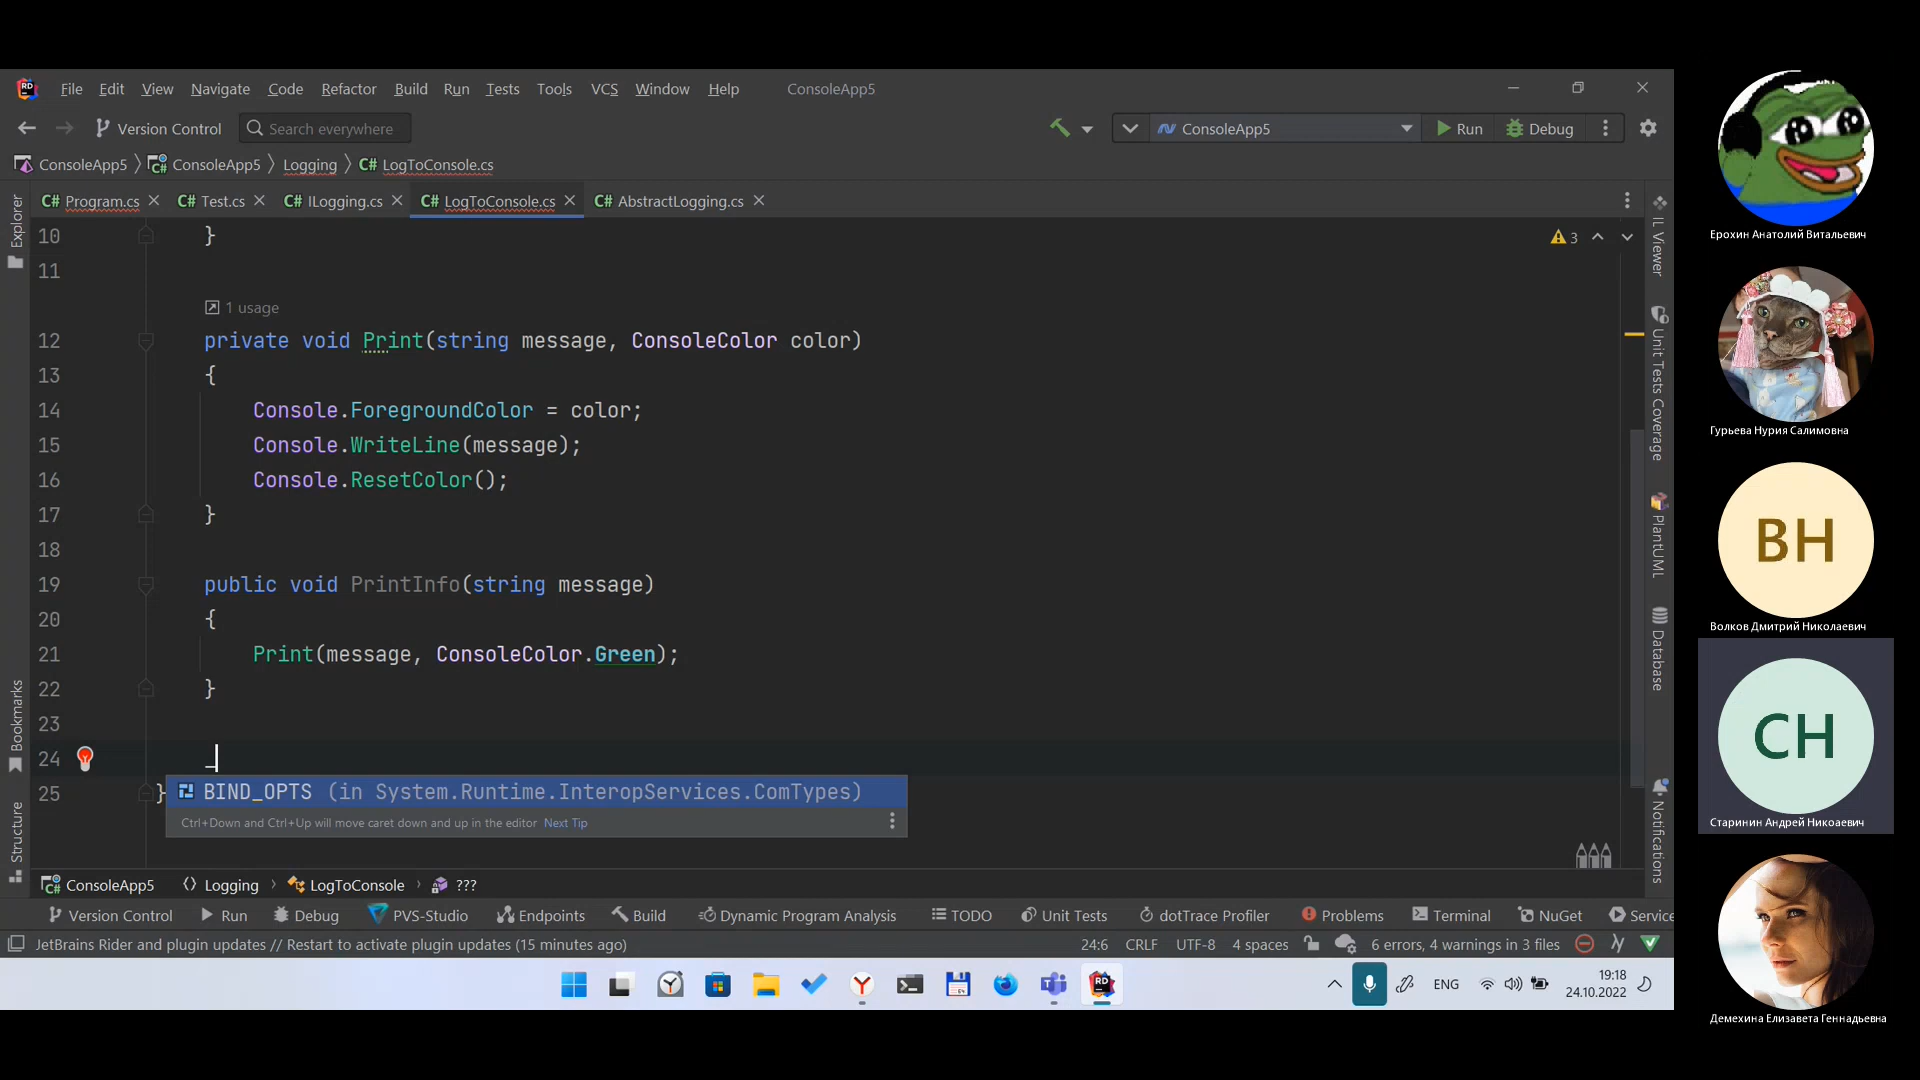 File Edit View Navigate Code Refactor Build Run Tests Tools VCS Window Help ConsoleApp5
Version Control Search everywhere ConsoleApp5 Run Debug
ConsoleApp5 ConsoleApp5 Logging C# LogToConsole.cs
C# Program.cs C# Test.cs C# ILogging.cs C# LogToConsole.cs C# AbstractLogging.cs
10 }
3
11
1 usage
12 private void Print(string message, ConsoleColor color)
13 {
14 Console.ForegroundColor = color;
15 Console.WriteLine(message);
16 Console.ResetColor();
17 }
18
19 public void PrintInfo(string message)
20 {
21 Print(message, ConsoleColor.Green);
22 }
23
24 _
25 }
BIND_OPTS (in System.Runtime.InteropServices.ComTypes)
Ctrl+Down and Ctrl+Up will move caret down and up in the editor Next Tip
ConsoleApp5 Logging LogToConsole ???
Version Control Run Debug PVS-Studio Endpoints Build Dynamic Program Analysis TODO Unit Tests dotTrace Profiler Problems Terminal NuGet Service
JetBrains Rider and plugin updates // Restart to activate plugin updates (15 minutes ago) 24:6 CRLF UTF-8 4 spaces 6 errors, 4 warnings in 3 files
ENG 19:18
24.10.2022
Explorer
Bookmarks
Structure
IL Viewer
Unit Tests Coverage
PlantUML
Database
Notifications
Ерохин Анатолий Витальевич
Гурьева Нурия Салимовна
ВН
Волков Дмитрий Николаевич
СН
Старинин Андрей Никоаевич
Демехина Елизавета Геннадьевна